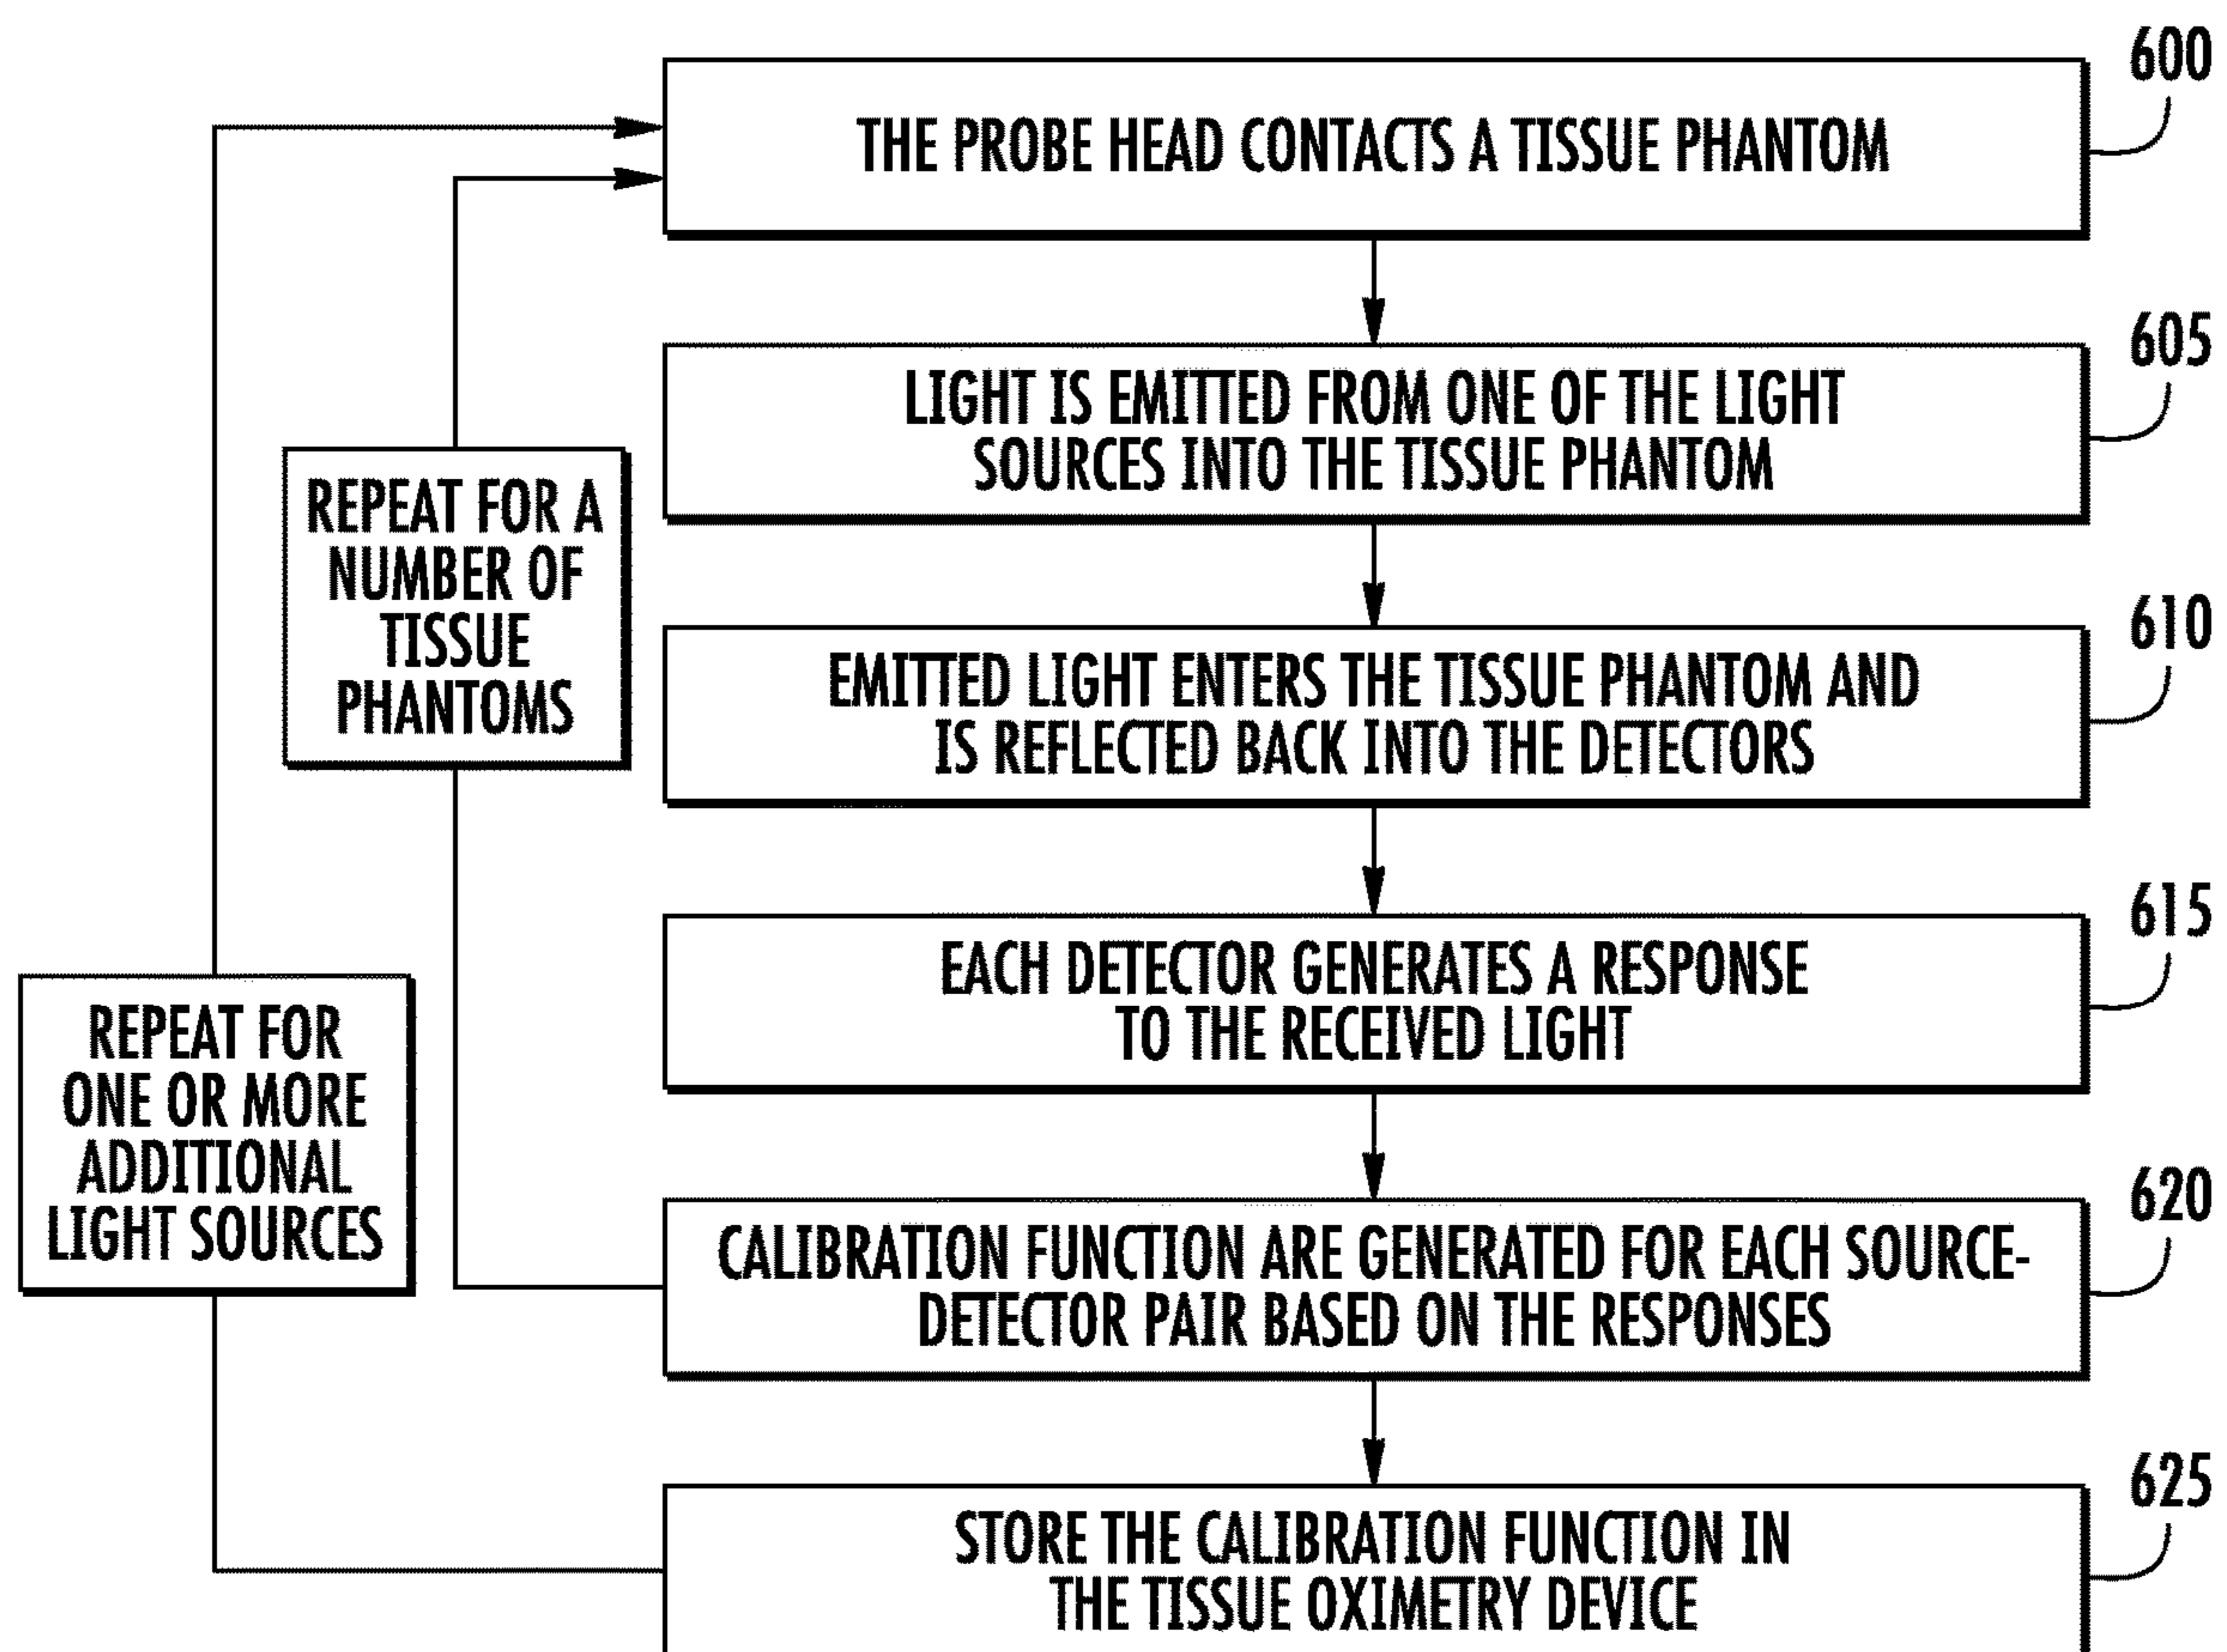 600
THE PROBE HEAD CONTACTS A TISSUE PHANTOM
605
LIGHT IS EMITTED FROM ONE OF THE LIGHT
SOURCES INTO THE TISSUE PHANTOM
REPEAT FOR A
NUMBER OF
TISSUE
PHANTOMS
610
EMITTED LIGHT ENTERS THE TISSUE PHANTOM AND
IS REFLECTED BACK INTO THE DETECTORS
615
EACH DETECTOR GENERATES A RESPONSE
TO THE RECEIVED LIGHT
REPEAT FOR
ONE OR MORE
ADDITIONAL
LIGHT SOURCES
620
CALIBRATION FUNCTION ARE GENERATED FOR EACH SOURCE-
DETECTOR PAIR BASED ON THE RESPONSES
625
STORE THE CALIBRATION FUNCTION IN
THE TISSUE OXIMETRY DEVICE